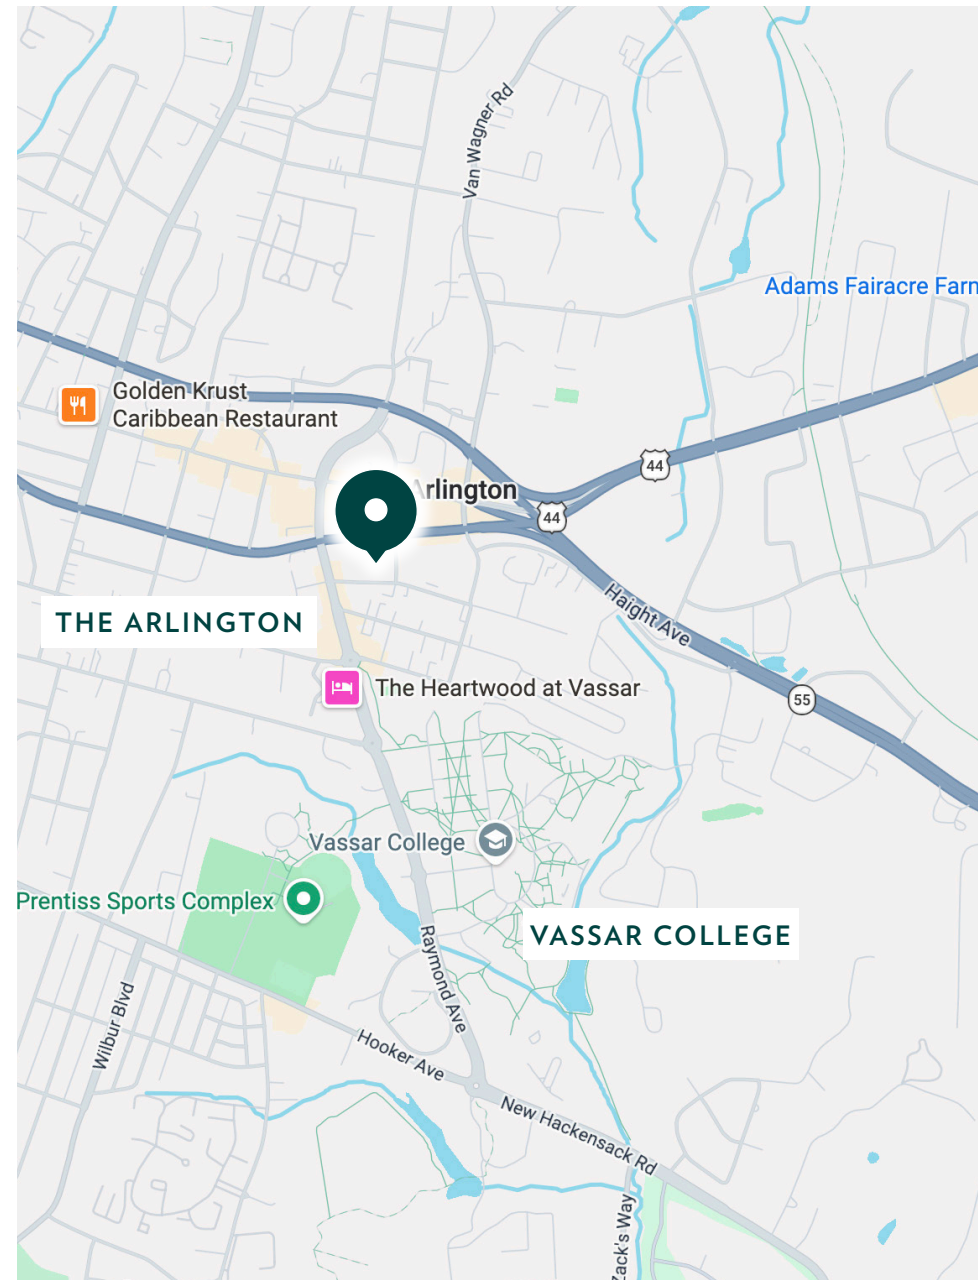 Van Wagner Rd
Adams Fairacre Farm
Golden Krust
Caribbean Restaurant
44
Arlington
44
Haight Ave
THE ARLINGTON
The Heartwood at Vassar
55
Vassar College
Prentiss Sports Complex
VASSAR COLLEGE
Raymond Ave
Wilbur Blvd
Hooker Ave
New Hackensack Rd
Zack's Way